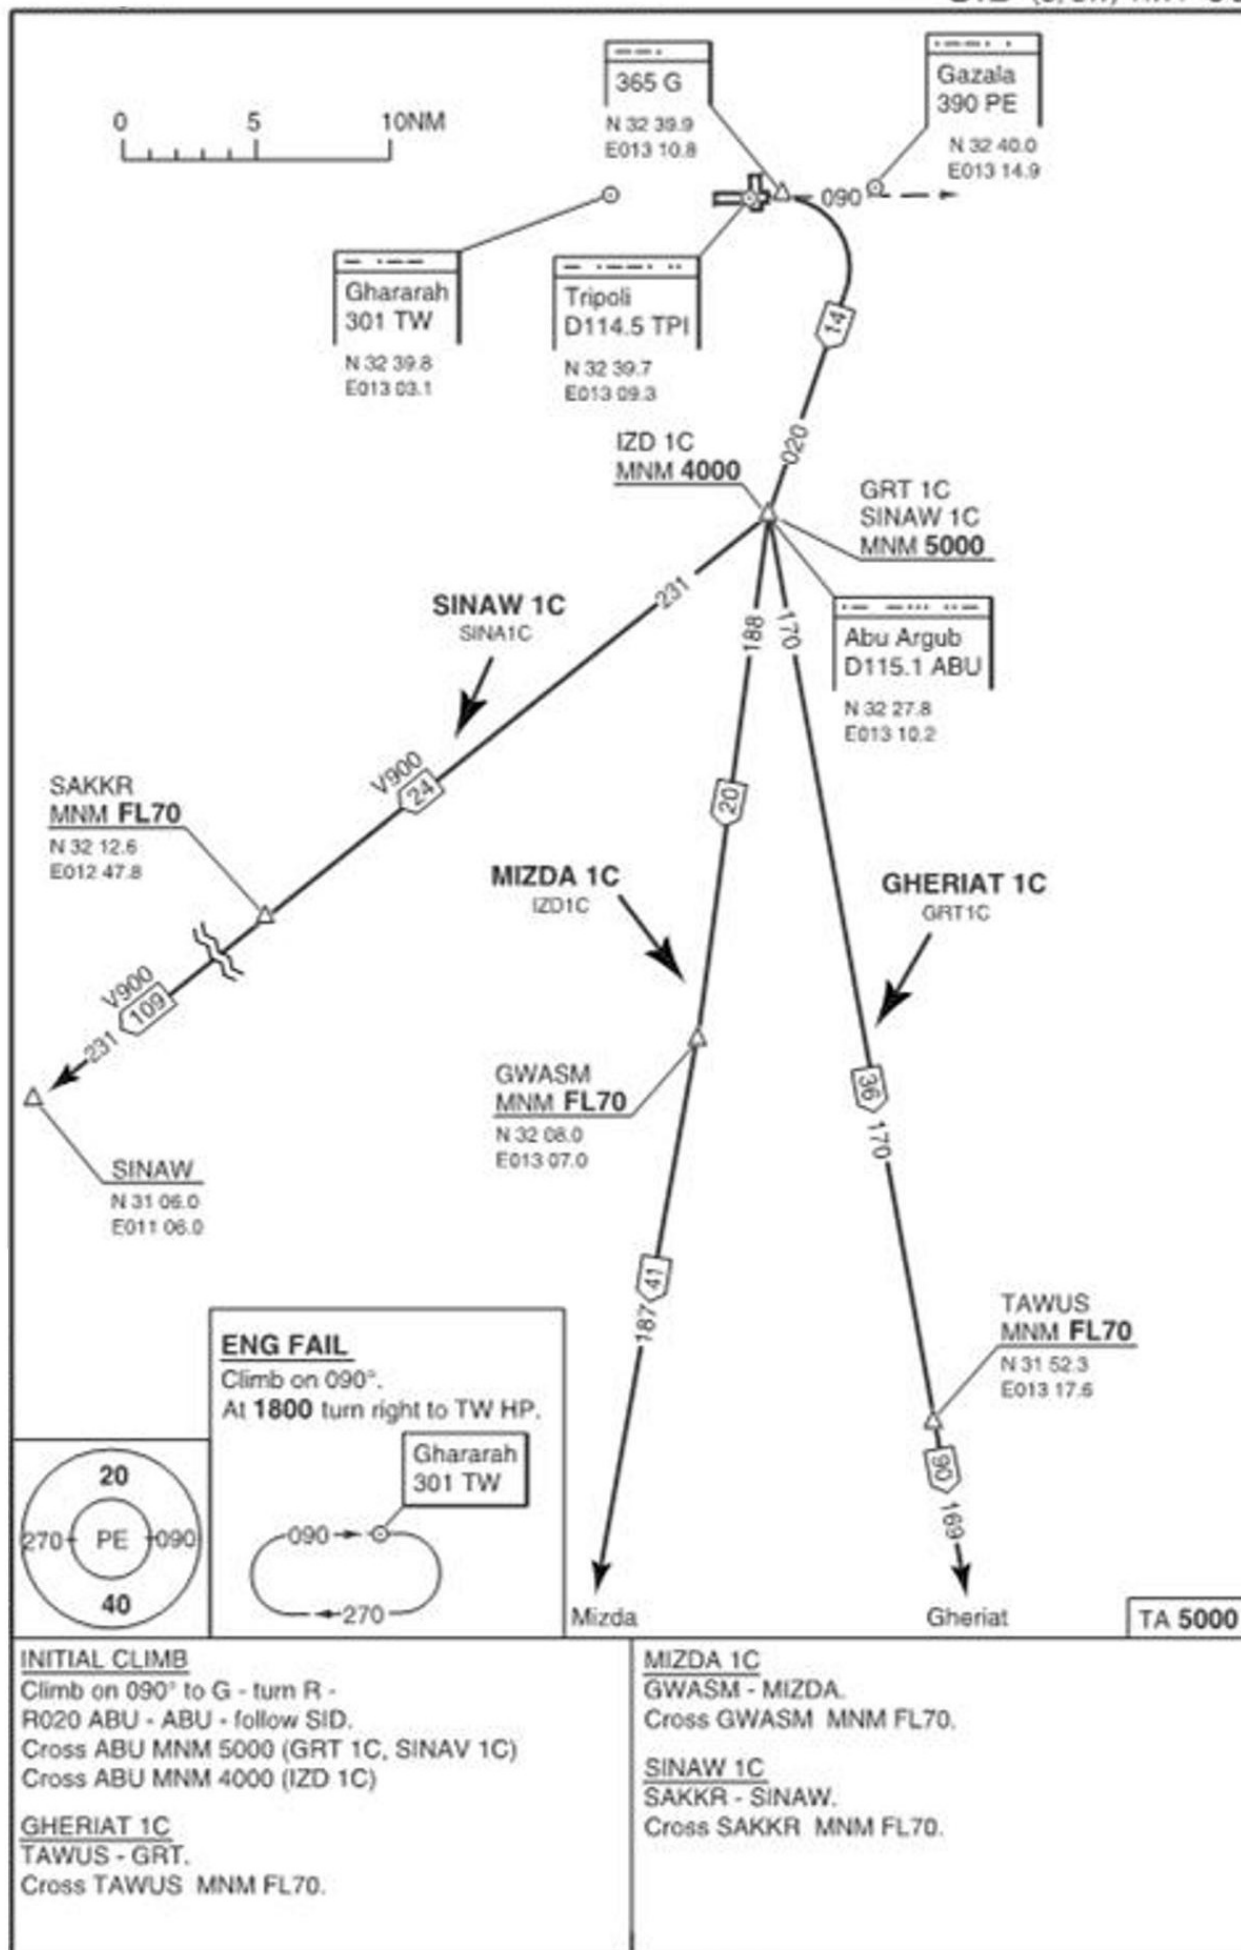 0 5 10NM
365 G
N 32 39.9
E013 10.8
Gazala
390 PE
N 32 40.0
E013 14.9
090
Ghararah
301 TW
N 32 39.8
E013 03.1
Tripoli
D114.5 TPI
N 32 39.7
E013 09.3
14
020
IZD 1C
MNM 4000
GRT 1C
SINAW 1C
MNM 5000
Abu Argub
D115.1 ABU
N 32 27.8
E013 10.2
231
188
170
SINAW 1C
SINA1C
V900
24
20
SAKKR
MNM FL70
N 32 12.6
E012 47.8
MIZDA 1C
IZD1C
GHERIAT 1C
GRT1C
V900
109
231
SINAW
N 31 06.0
E011 06.0
GWASM
MNM FL70
N 32 08.0
E013 07.0
36
170
41
187
TAWUS
MNM FL70
N 31 52.3
E013 17.6
90
169
ENG FAIL
Climb on 090°.
At 1800 turn right to TW HP.
Ghararah
301 TW
090
270
20
270 PE 090
40
Mizda
Gheriat
TA 5000
INITIAL CLIMB
Climb on 090° to G - turn R -
R020 ABU - ABU - follow SID.
Cross ABU MNM 5000 (GRT 1C, SINAV 1C)
Cross ABU MNM 4000 (IZD 1C)
GHERIAT 1C
TAWUS - GRT.
Cross TAWUS MNM FL70.
MIZDA 1C
GWASM - MIZDA.
Cross GWASM MNM FL70.
SINAW 1C
SAKKR - SINAW.
Cross SAKKR MNM FL70.